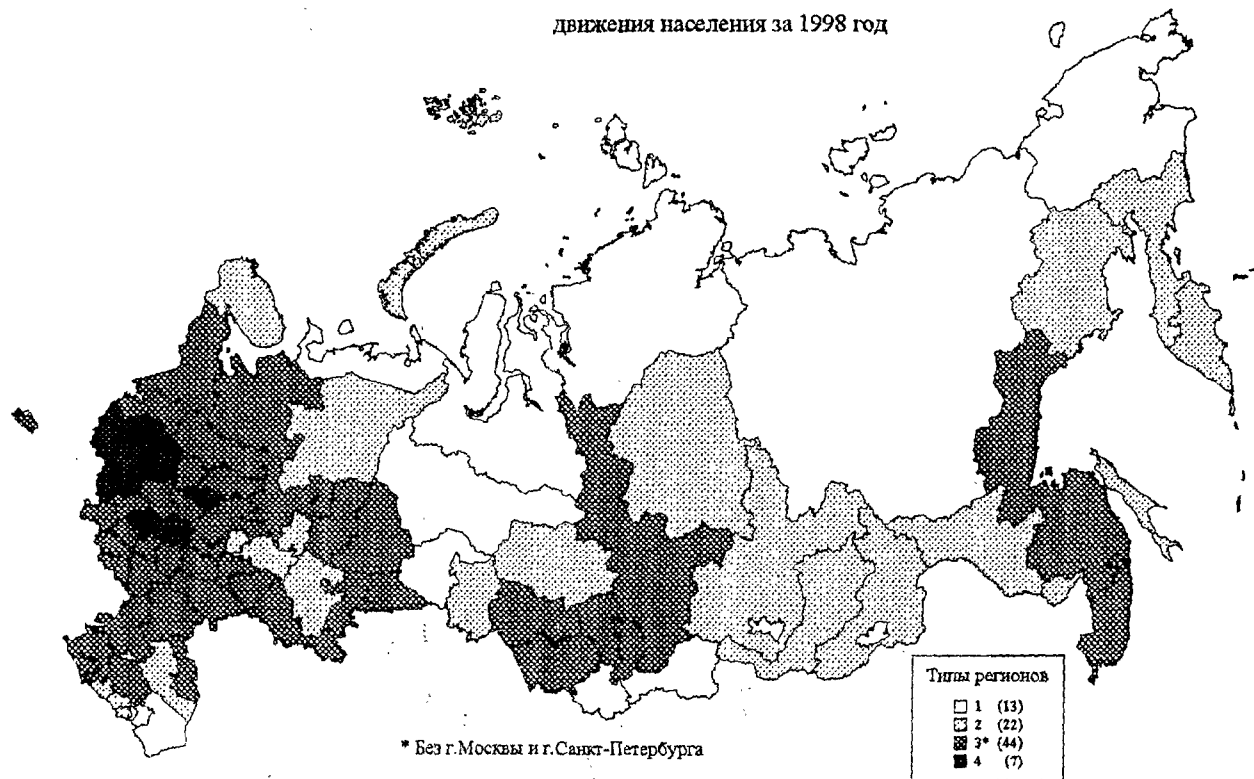 движения населения за 1998 год
Типы регионов
1 (13)
2 (22)
3* (44)
4 (7)
* Без г.Москвы и г.Санкт-Петербурга